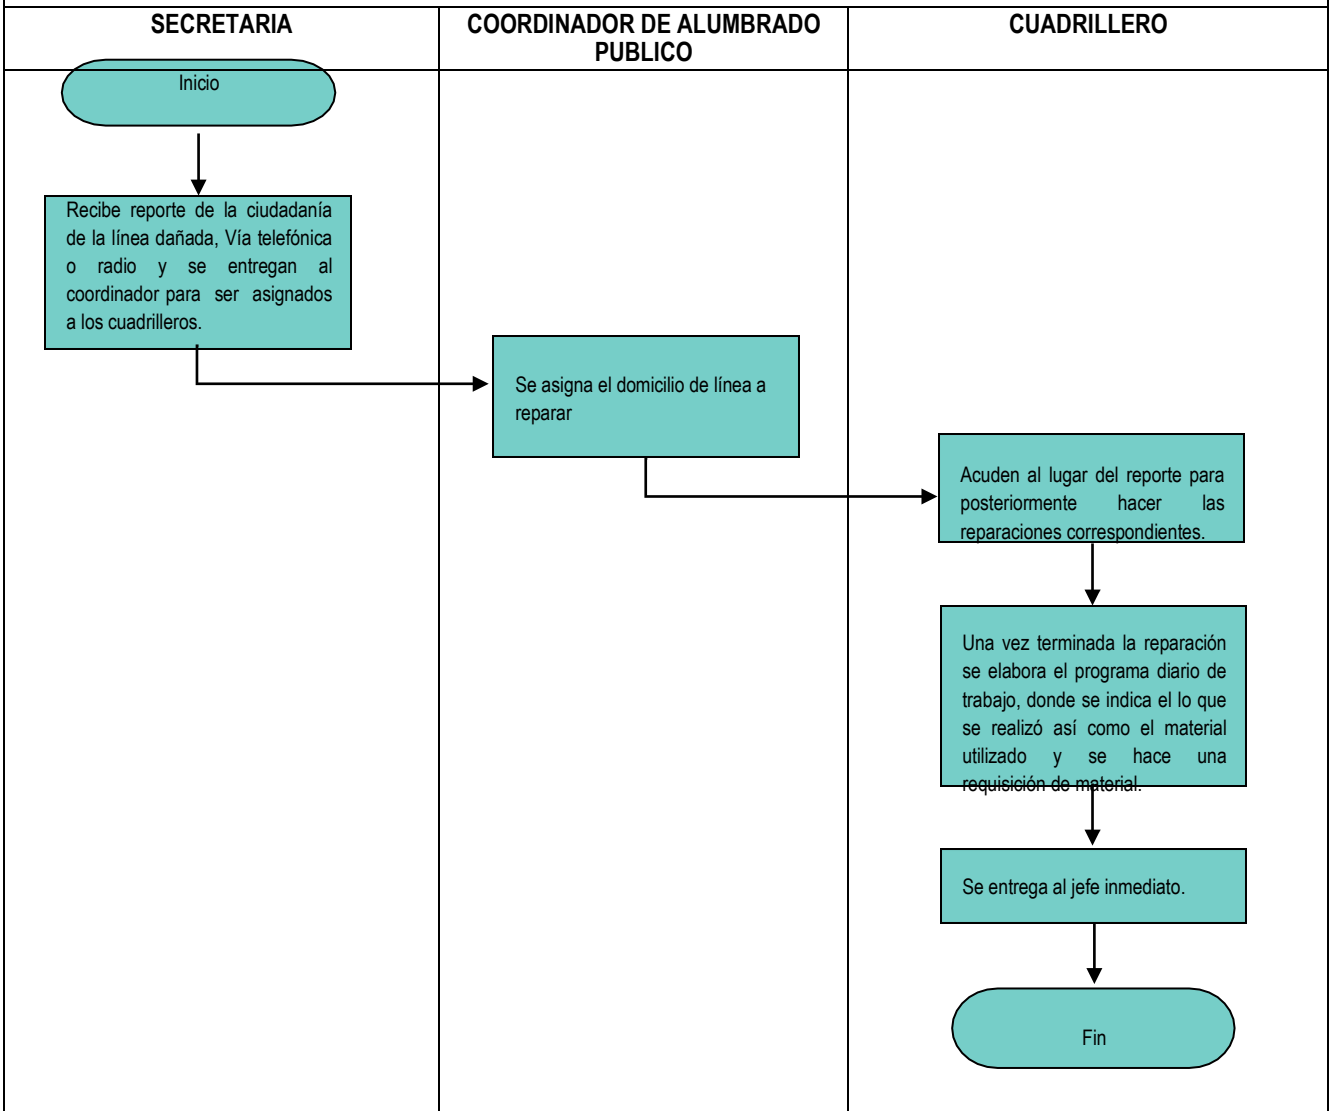 SECRETARIA
COORDINADOR DE ALUMBRADO
PUBLICO
CUADRILLERO
Inicio
Recibe reporte de la ciudadanía
de la línea dañada, Vía telefónica
o radio y se entregan al
coordinador para ser asignados
a los cuadrilleros.
Se asigna el domicilio de línea a
reparar
Acuden al lugar del reporte para
posteriormente hacer las
reparaciones correspondientes.
Una vez terminada la reparación
se elabora el programa diario de
trabajo, donde se indica el lo que
se realizó así como el material
utilizado y se hace una
requisición de material.
Se entrega al jefe inmediato.
Fin